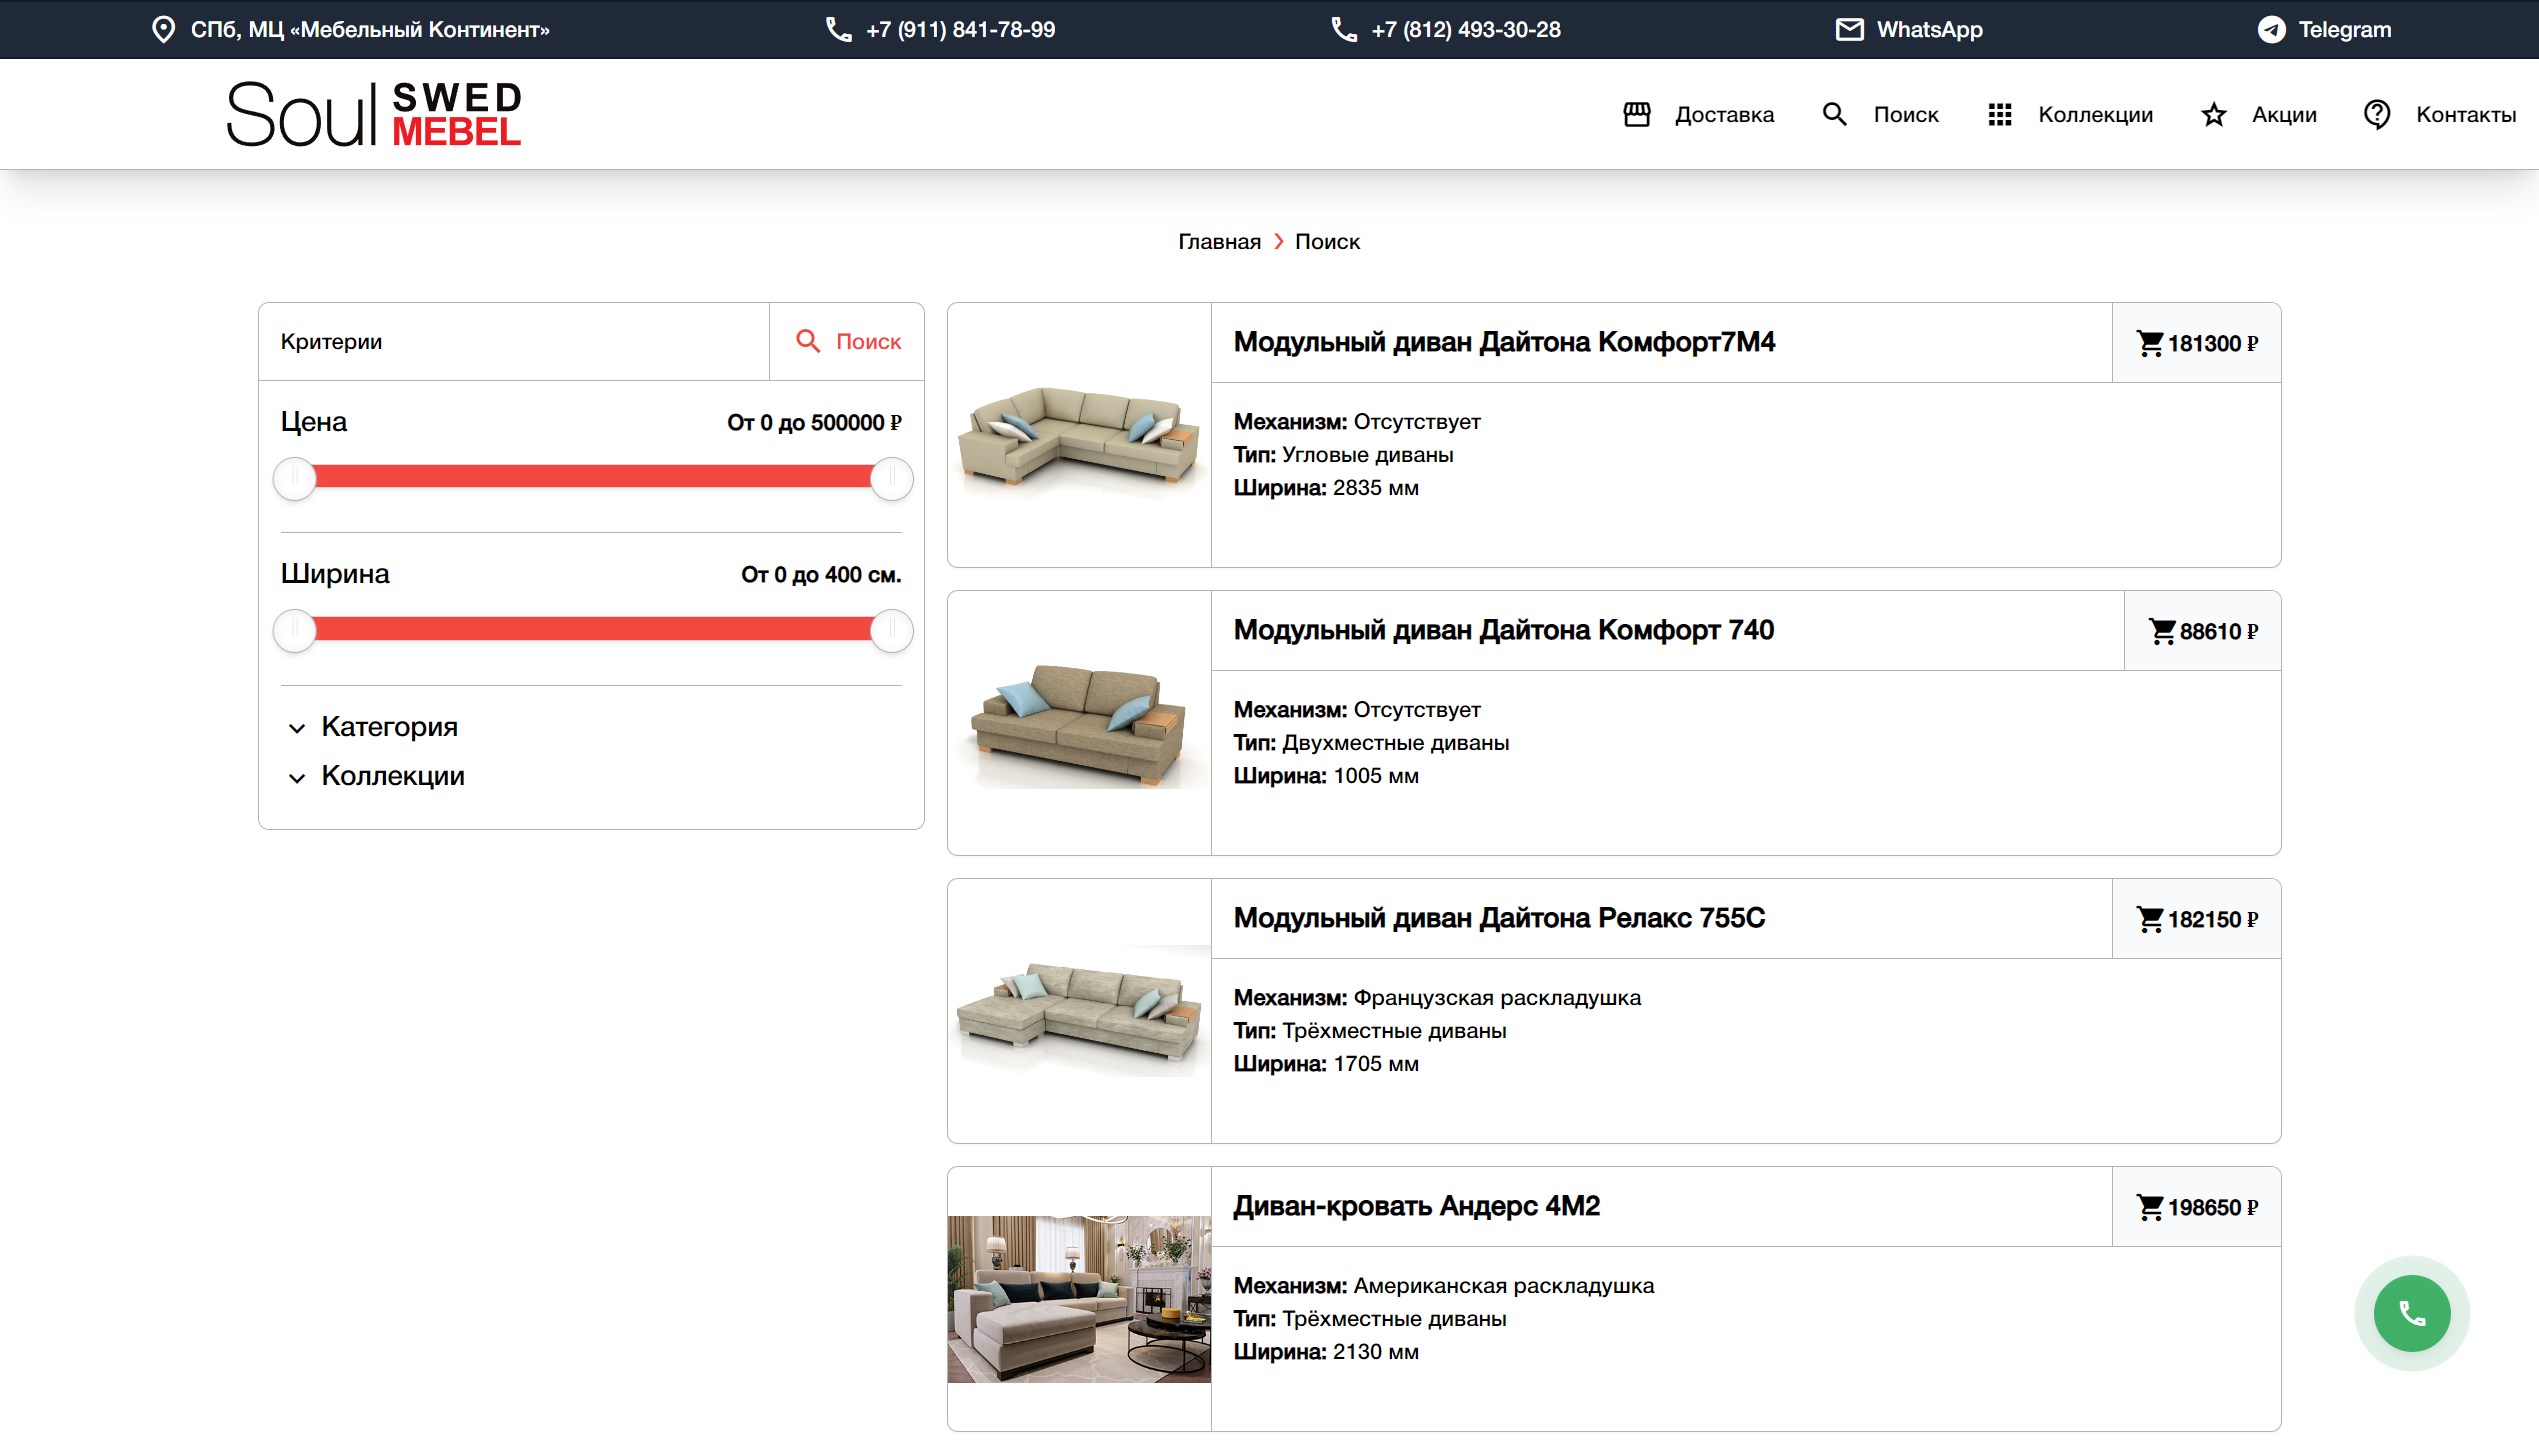 СПб, МЦ «Мебельный Континент»
+7 (911) 841-78-99
+7 (812) 493-30-28
WhatsApp
Telegram
Soul SWED MEBEL
Доставка
Поиск
Коллекции
Акции
Контакты
Главная
Поиск
Критерии
Поиск
Цена
От 0 до 500000 ₽
Ширина
От 0 до 400 см.
Категория
Коллекции
Модульный диван Дайтона Комфорт7М4
181300 ₽
Механизм: Отсутствует
Тип: Угловые диваны
Ширина: 2835 мм
Модульный диван Дайтона Комфорт 740
88610 ₽
Механизм: Отсутствует
Тип: Двухместные диваны
Ширина: 1005 мм
Модульный диван Дайтона Релакс 755С
182150 ₽
Механизм: Французская раскладушка
Тип: Трёхместные диваны
Ширина: 1705 мм
Диван-кровать Андерс 4М2
198650 ₽
Механизм: Американская раскладушка
Тип: Трёхместные диваны
Ширина: 2130 мм